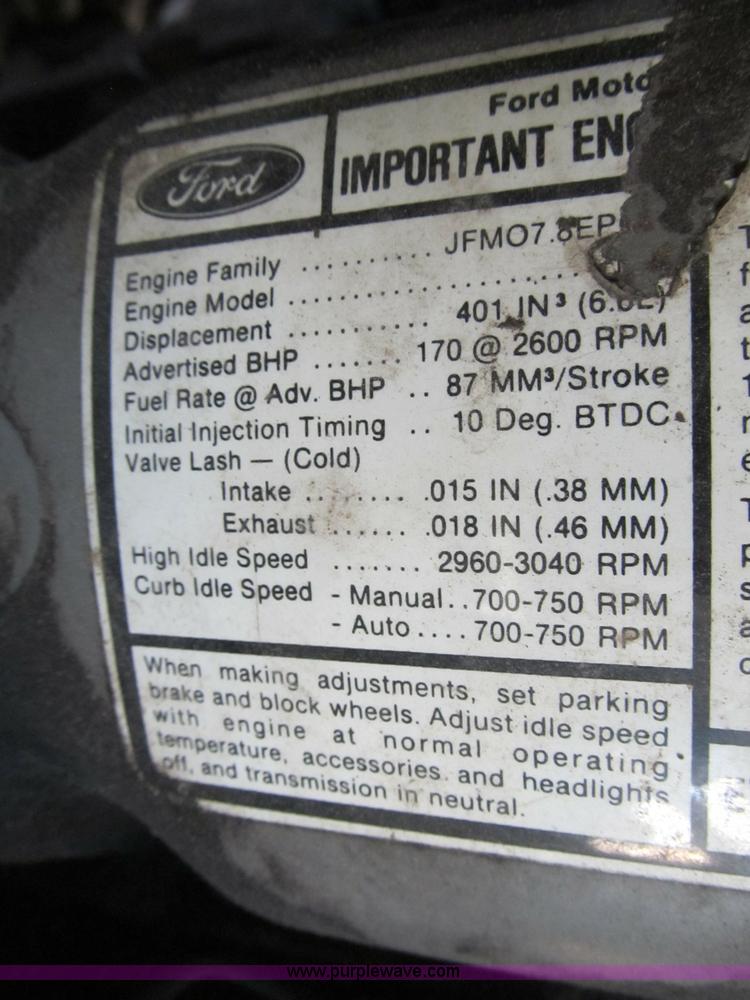 Ford Moto
Ford
IMPORTANT EN
Engine Family .......... JFMO7.8EP
Engine Model ....................
Displacement ............ 401 IN³ (6.6L)
Advertised BHP ....... 170 @ 2600 RPM
Fuel Rate @ Adv. BHP .. 87 MM³/Stroke
Initial Injection Timing .. 10 Deg. BTDC
Valve Lash — (Cold)
Intake ........ .015 IN (.38 MM)
Exhaust ...... .018 IN (.46 MM)
High Idle Speed ....... 2960-3040 RPM
Curb Idle Speed - Manual..700-750 RPM
- Auto ....700-750 RPM
When making adjustments, set parking
brake and block wheels. Adjust idle speed
with engine at normal operating
temperature, accessories and headlights
off, and transmission in neutral.
www.purplewave.com